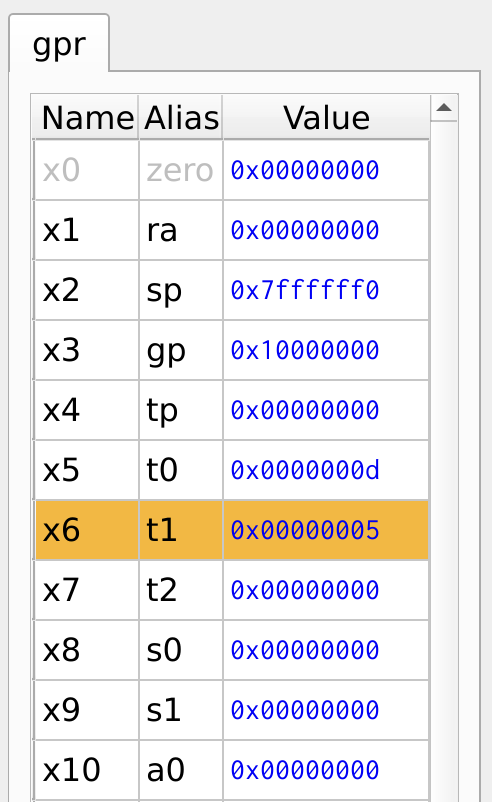 gpr
Name Alias Value
x0 zero 0x00000000
x1 ra 0x00000000
x2 sp 0x7ffffff0
x3 gp 0x10000000
x4 tp 0x00000000
x5 t0 0x0000000d
x6 t1 0x00000005
x7 t2 0x00000000
x8 s0 0x00000000
x9 s1 0x00000000
x10 a0 0x00000000